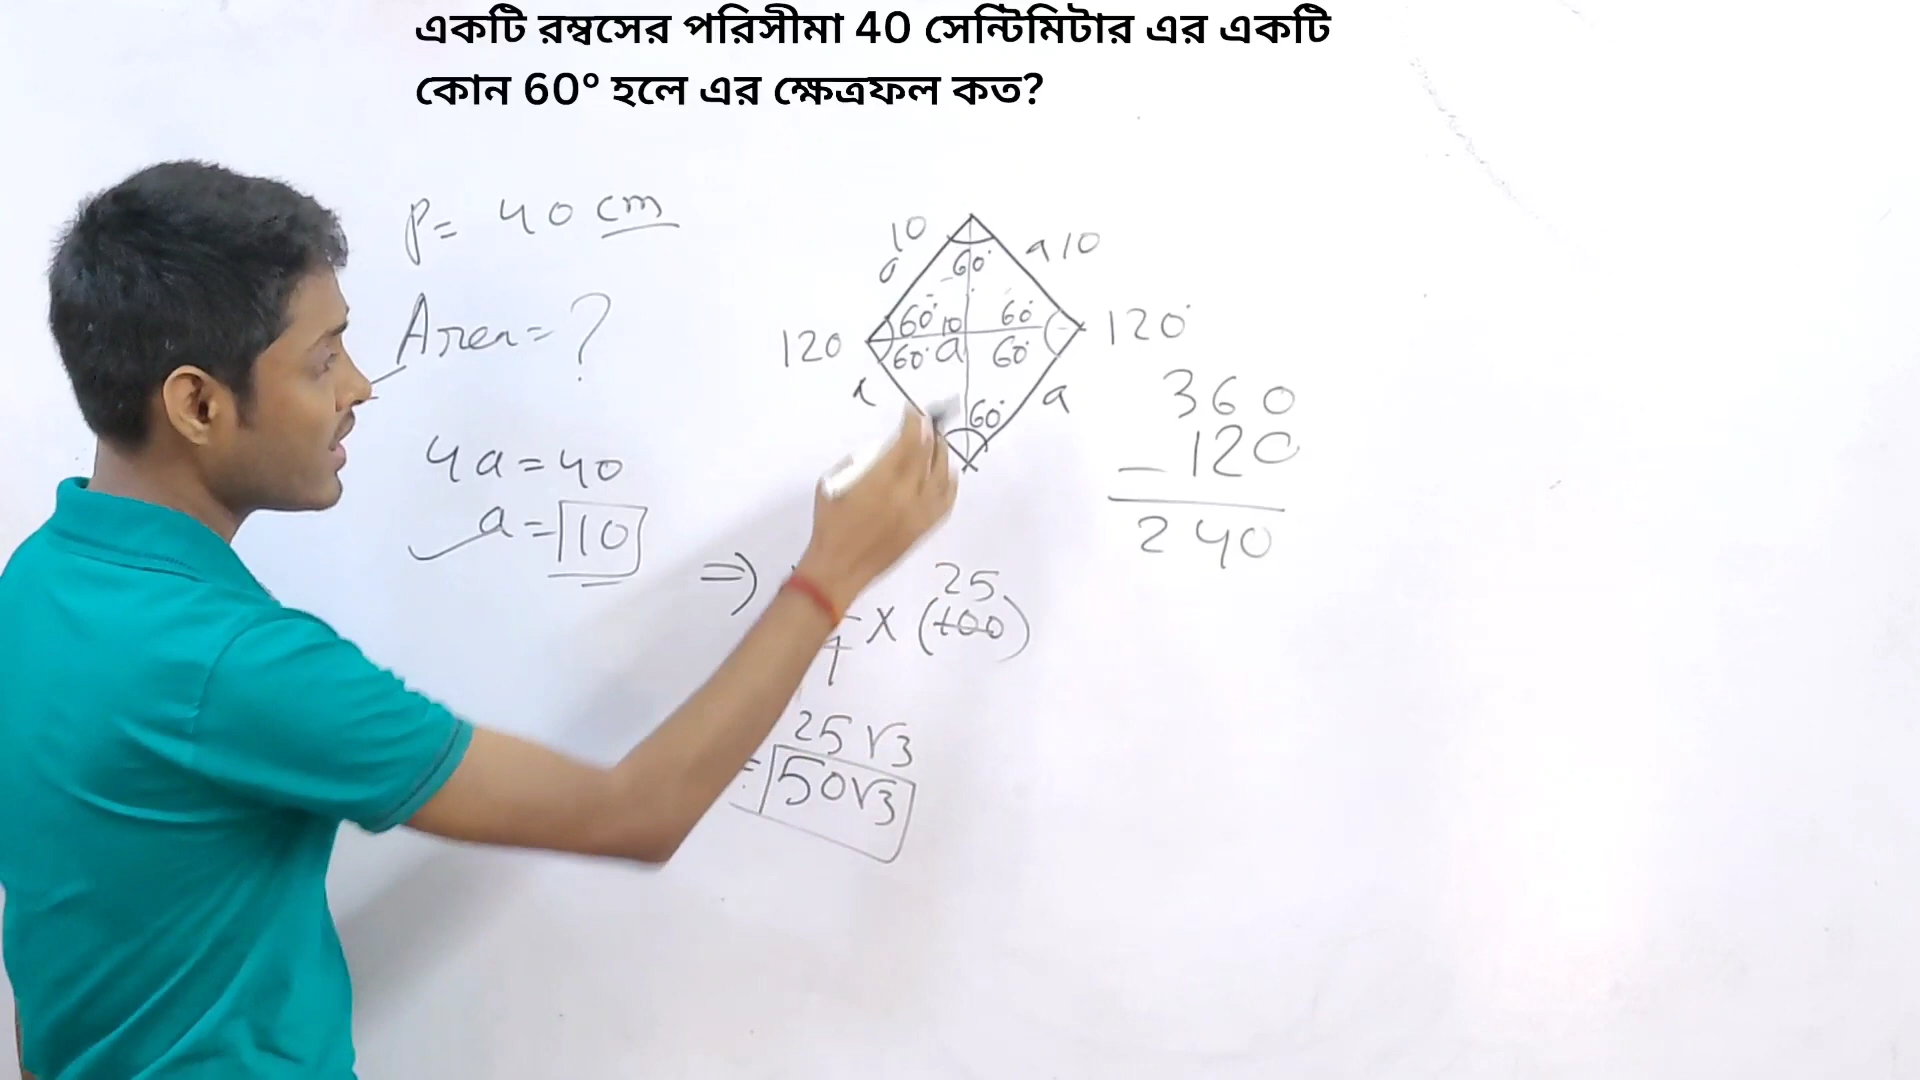 একটি রম্বসের পরিসীমা 40 সেন্টিমিটার এর একটি
কোন 60° হলে এর ক্ষেত্রফল কত?
P= 40 cm
Area=?
4a=40
a=10
10
a
a 10
60°
60° 10 60°
120
120°
60° a 60°
a
60°
360
-120
240
⇒
25
x (100)
25√3
=50√3